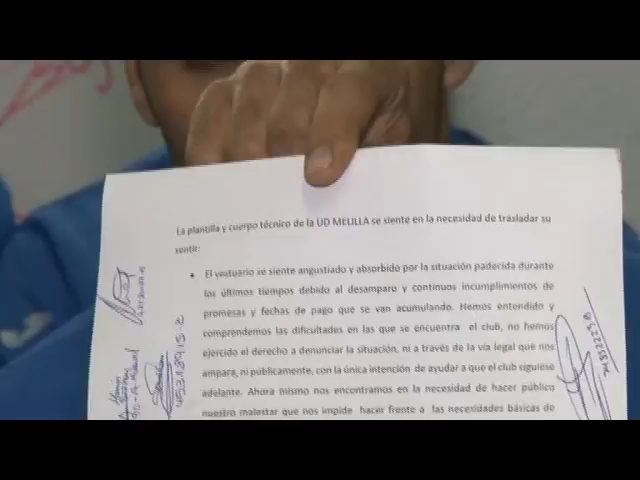 La plantilla y cuerpo técnico de la UD MELILLA se siente en la necesidad de trasladar su
sentir:
• El vestuario se siente angustiado y absorbido por la situación padecida durante
los últimos tiempos debido al desamparo y continuos incumplimientos de
promesas y fechas de pago que se van acumulando. Hemos entendido y
comprendemos las dificultades en las que se encuentra el club, no hemos
ejercido el derecho a denunciar la situación, ni a través de la vía legal que nos
ampara, ni públicamente, con la única intención de ayudar a que el club siguiese
adelante. Ahora mismo nos encontramos en la necesidad de hacer público
nuestro malestar que nos impide hacer frente a las necesidades básicas de